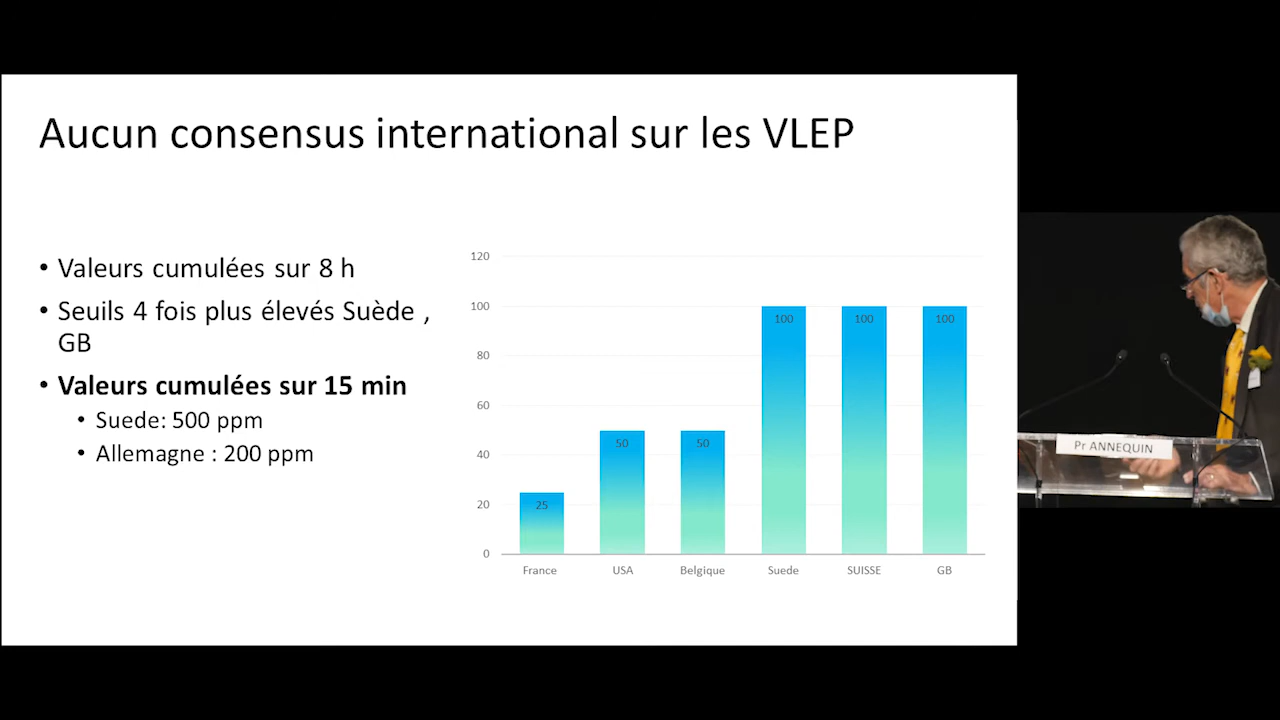 Aucun consensus international sur les VLEP
• Valeurs cumulées sur 8 h
• Seuils 4 fois plus élevés Suède ,
GB
• Valeurs cumulées sur 15 min
• Suede: 500 ppm
• Allemagne : 200 ppm
120
100
80
60
40
20
0
25
50
50
100
100
100
France
USA
Belgique
Suede
SUISSE
GB
Pr ANNEQUIN